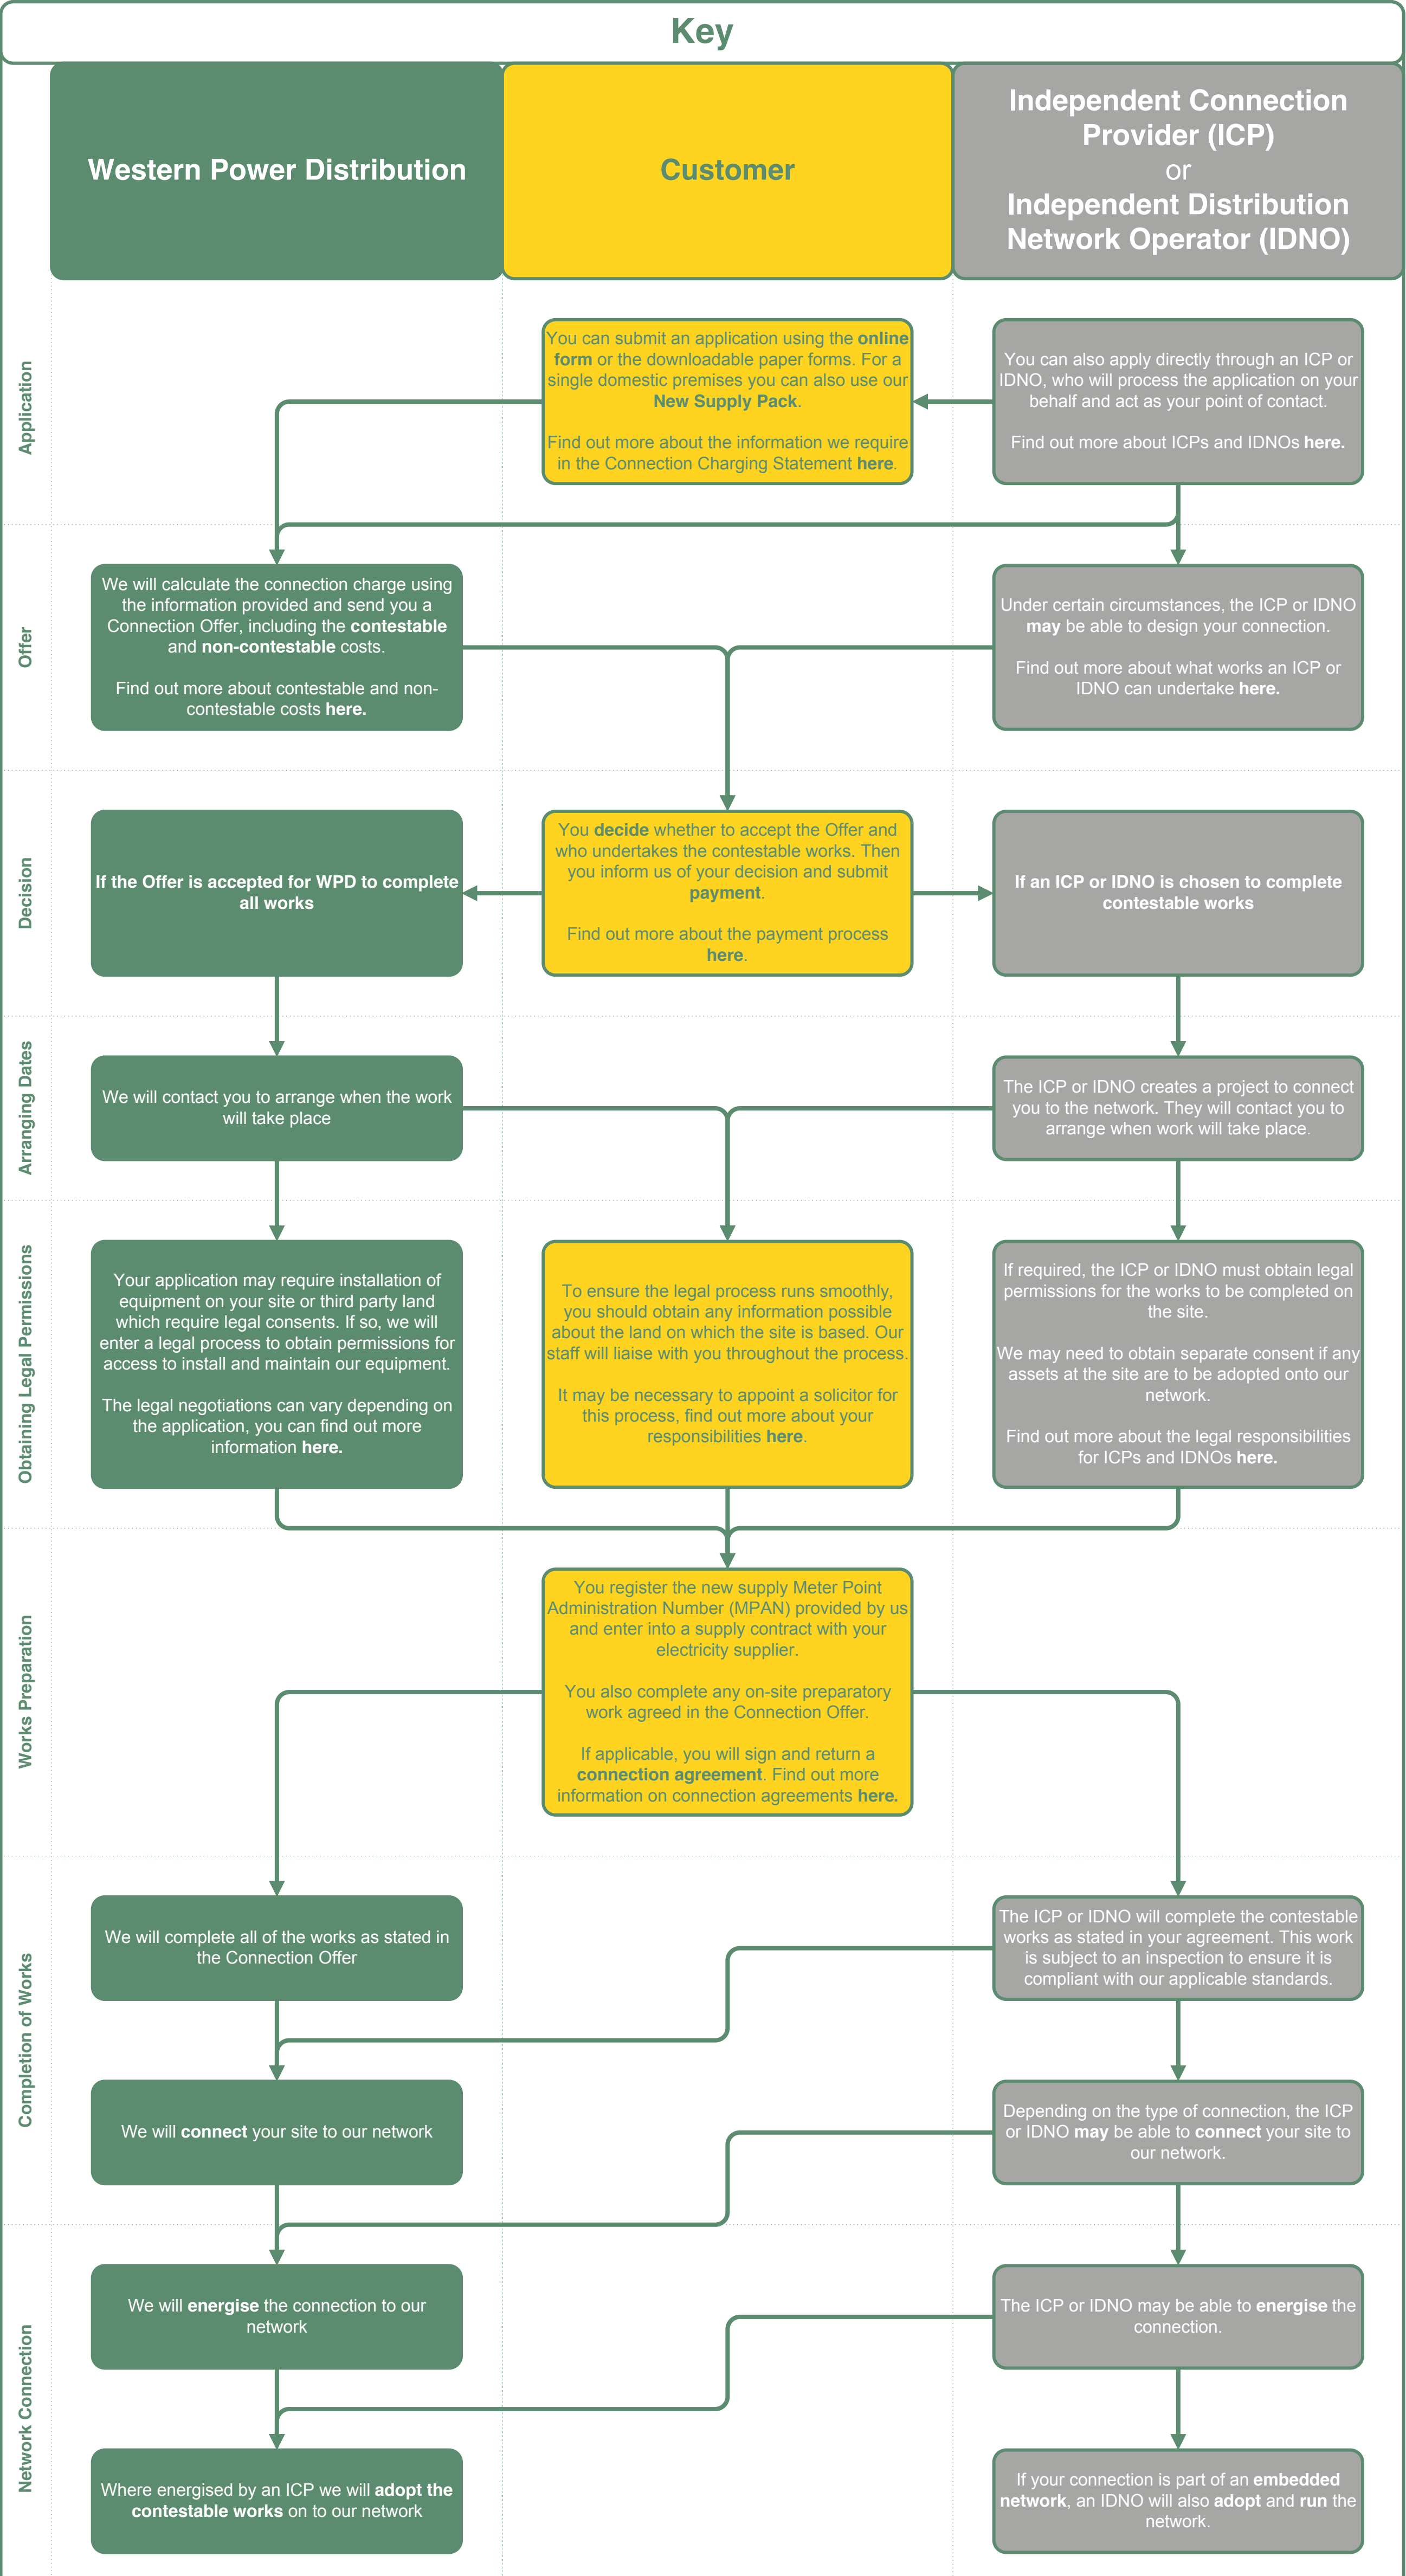 Key
Western Power Distribution
Customer
Independent Connection
Provider (ICP)
or
Independent Distribution
Network Operator (IDNO)
Application
You can submit an application using the online
form or the downloadable paper forms. For a
single domestic premises you can also use our
New Supply Pack.
Find out more about the information we require
in the Connection Charging Statement here.
You can also apply directly through an ICP or
IDNO, who will process the application on your
behalf and act as your point of contact.
Find out more about ICPs and IDNOs here.
Offer
We will calculate the connection charge using
the information provided and send you a
Connection Offer, including the contestable
and non-contestable costs.
Find out more about contestable and non-
contestable costs here.
Under certain circumstances, the ICP or IDNO
may be able to design your connection.
Find out more about what works an ICP or
IDNO can undertake here.
Decision
If the Offer is accepted for WPD to complete
all works
You decide whether to accept the Offer and
who undertakes the contestable works. Then
you inform us of your decision and submit
payment.
Find out more about the payment process
here.
If an ICP or IDNO is chosen to complete
contestable works
Arranging Dates
We will contact you to arrange when the work
will take place
The ICP or IDNO creates a project to connect
you to the network. They will contact you to
arrange when work will take place.
Obtaining Legal Permissions
Your application may require installation of
equipment on your site or third party land
which require legal consents. If so, we will
enter a legal process to obtain permissions for
access to install and maintain our equipment.
The legal negotiations can vary depending on
the application, you can find out more
information here.
To ensure the legal process runs smoothly,
you should obtain any information possible
about the land on which the site is based. Our
staff will liaise with you throughout the process.
It may be necessary to appoint a solicitor for
this process, find out more about your
responsibilities here.
If required, the ICP or IDNO must obtain legal
permissions for the works to be completed on
the site.
We may need to obtain separate consent if any
assets at the site are to be adopted onto our
network.
Find out more about the legal responsibilities
for ICPs and IDNOs here.
Works Preparation
You register the new supply Meter Point
Administration Number (MPAN) provided by us
and enter into a supply contract with your
electricity supplier.
You also complete any on-site preparatory
work agreed in the Connection Offer.
If applicable, you will sign and return a
connection agreement. Find out more
information on connection agreements here.
Completion of Works
We will complete all of the works as stated in
the Connection Offer
The ICP or IDNO will complete the contestable
works as stated in your agreement. This work
is subject to an inspection to ensure it is
compliant with our applicable standards.
We will connect your site to our network
Depending on the type of connection, the ICP
or IDNO may be able to connect your site to
our network.
Network Connection
We will energise the connection to our
network
The ICP or IDNO may be able to energise the
connection.
Where energised by an ICP we will adopt the
contestable works on to our network
If your connection is part of an embedded
network, an IDNO will also adopt and run the
network.